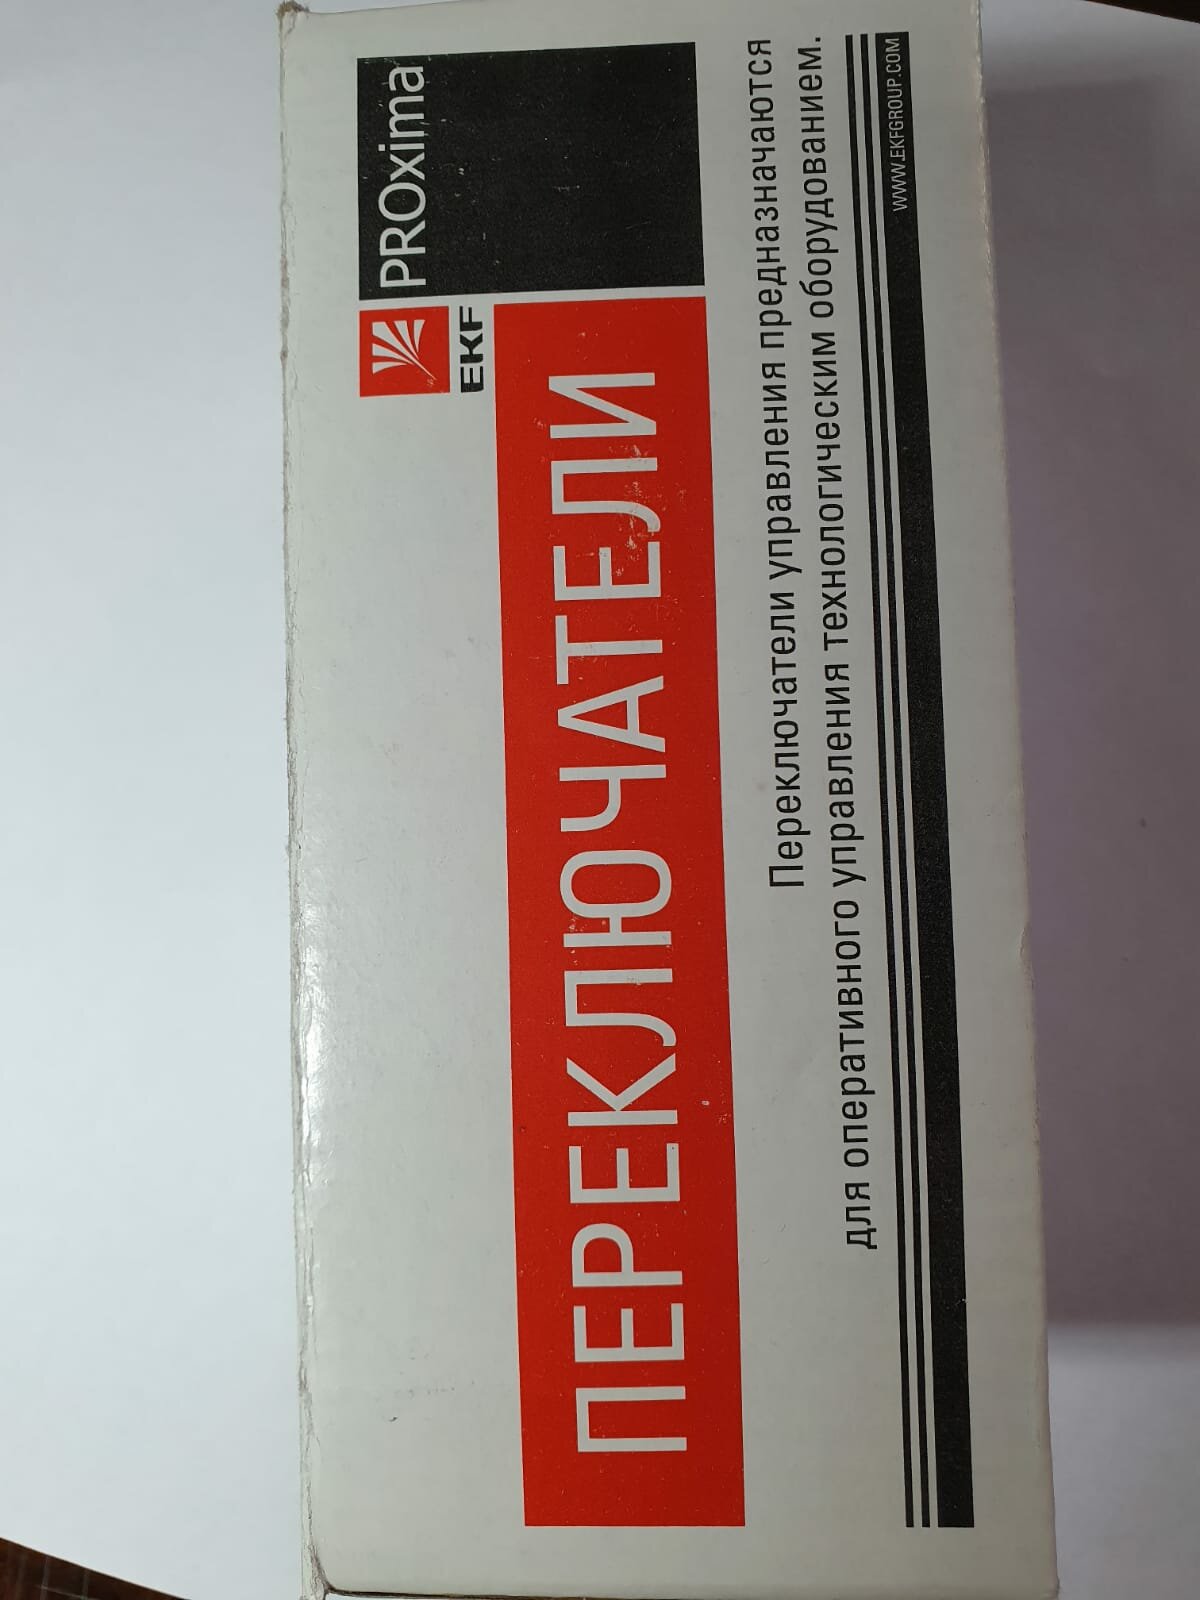 EKF
PROxima
ПЕРЕКЛЮЧАТЕЛИ
Переключатели управления предназначаются
для оперативного управления технологическим оборудованием.
WWW.EKFGROUP.COM